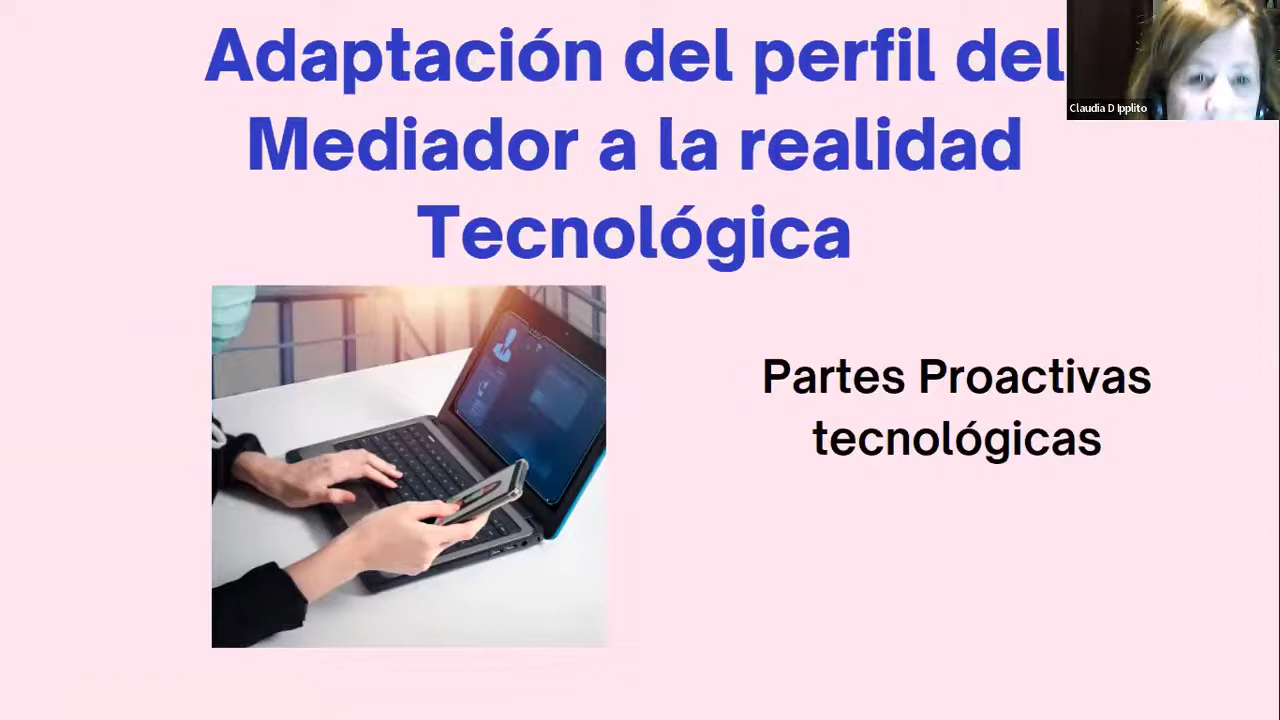 Adaptación del perfil del
Mediador a la realidad
Tecnológica
Claudia D Ipplito
Partes Proactivas
tecnológicas